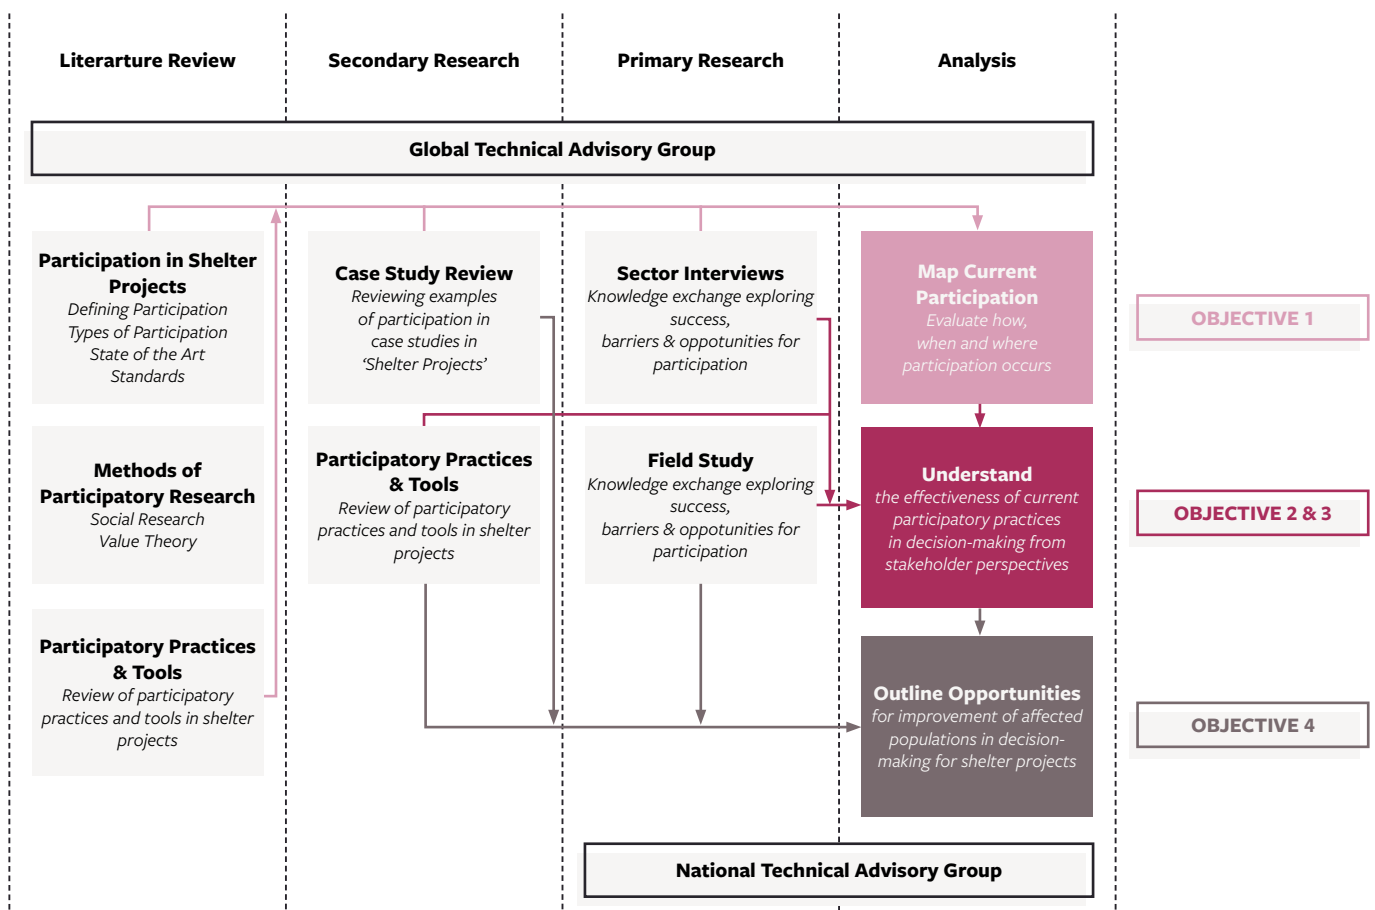 Literarture Review
Secondary Research
Primary Research
Analysis
Global Technical Advisory Group
Participation in Shelter
Projects
Defining Participation
Types of Participation
State of the Art
Standards
Methods of
Participatory Research
Social Research
Value Theory
Participatory Practices
& Tools
Review of participatory
practices and tools in shelter
projects
Case Study Review
Reviewing examples
of participation in
case studies in
‘Shelter Projects’
Participatory Practices
& Tools
Review of participatory
practices and tools in shelter
projects
Sector Interviews
Knowledge exchange exploring
success,
barriers & oppotunities for
participation
Field Study
Knowledge exchange exploring
success,
barriers & oppotunities for
participation
Map Current
Participation
Evaluate how,
when and where
participation occurs
Understand
the effectiveness of current
participatory practices
in decision-making from
stakeholder perspectives
Outline Opportunities
for improvement of affected
populations in decision-
making for shelter projects
OBJECTIVE 1
OBJECTIVE 2 & 3
OBJECTIVE 4
National Technical Advisory Group